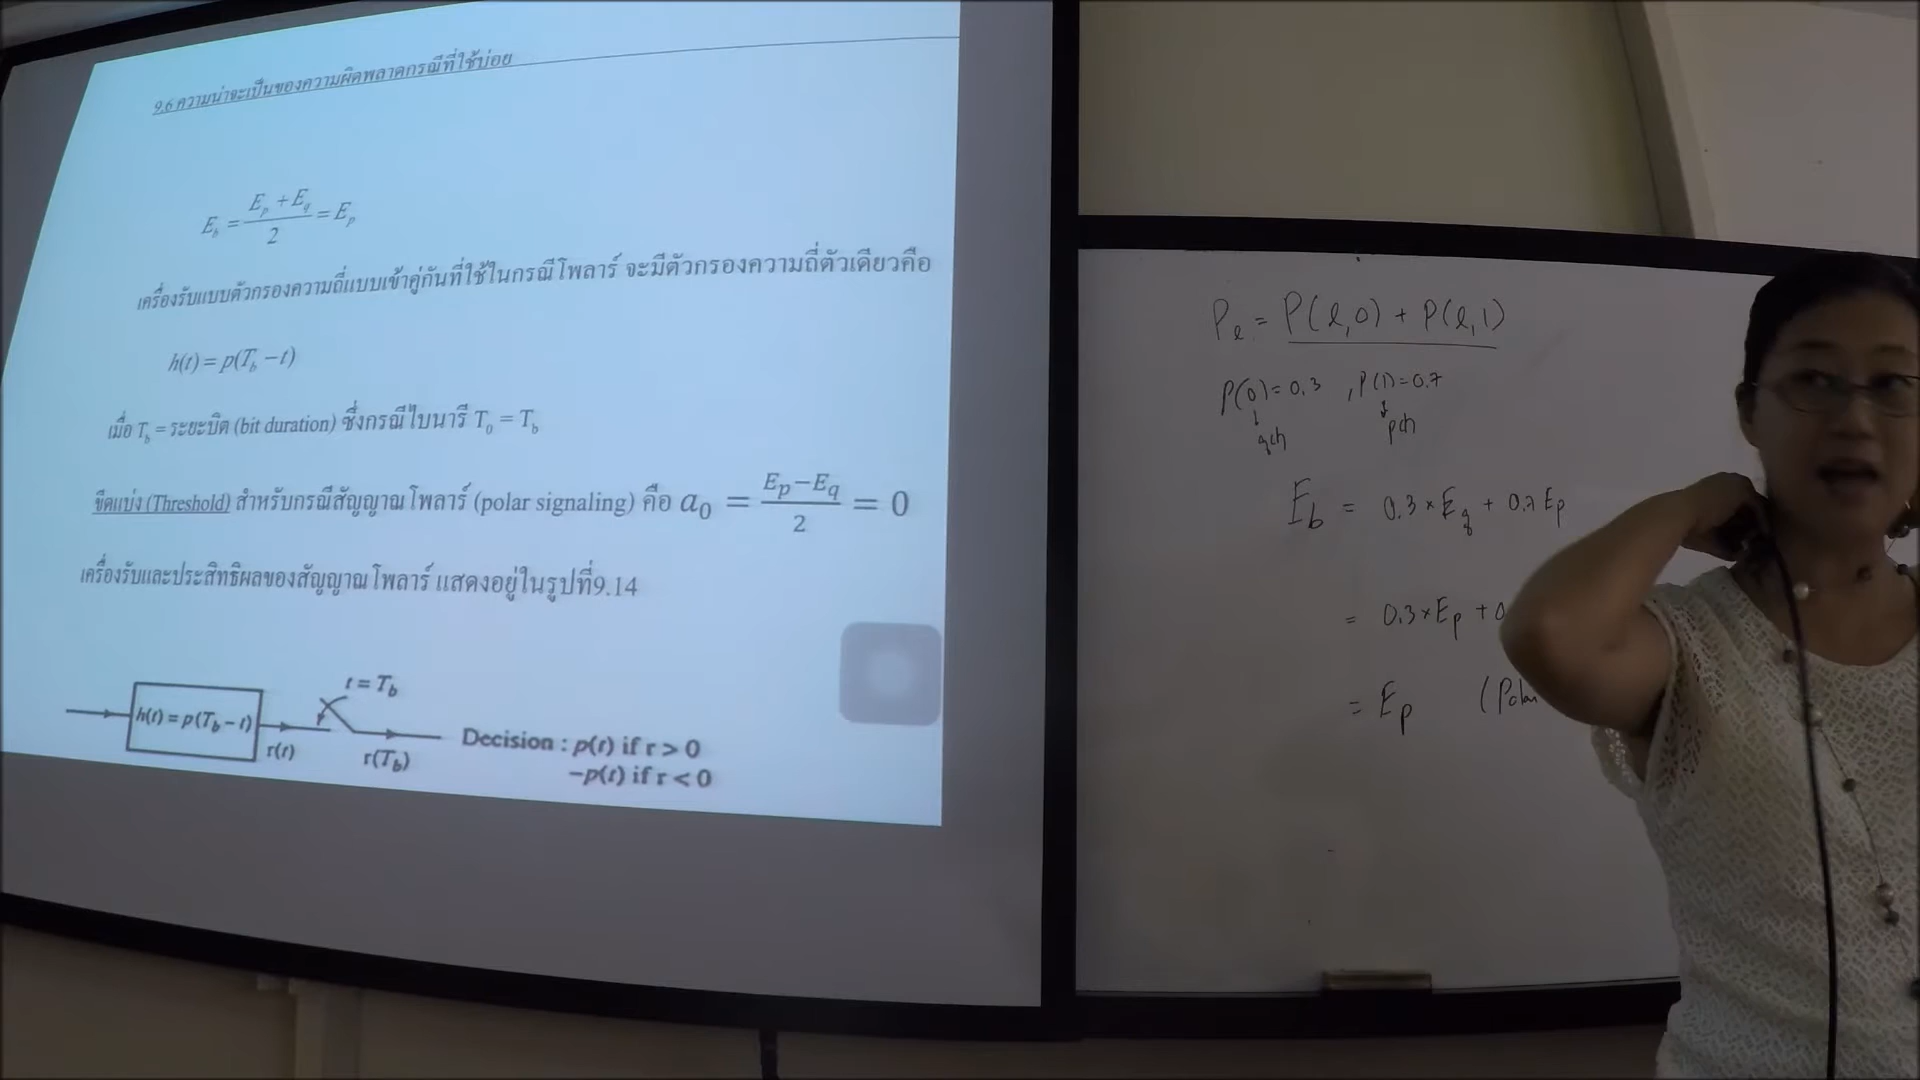 9.6 ความน่าจะเป็นของความผิดพลาดกรณีที่ใช้บ่อย
E_b = \frac{E_p + E_q}{2} = E_p
เครื่องรับแบบตัวกรองความถี่แบบเข้าคู่กันที่ใช้ในกรณีโพลาร์ จะมีตัวกรองความถี่ตัวเดียวคือ
h(t) = p(T_b − t)
เมื่อ T_b = ระยะบิต (bit duration) ซึ่งกรณีไบนารี T_0 = T_b
ขีดแบ่ง (Threshold) สำหรับกรณีสัญญาณโพลาร์ (polar signaling) คือ a_0 = \frac{E_p − E_q}{2} = 0
เครื่องรับและประสิทธิผลของสัญญาณโพลาร์ แสดงอยู่ในรูปที่9.14
h(t) = p(T_b − t)
r(t)
t = T_b
r(T_b)
Decision : p(t) if r > 0
−p(t) if r < 0
P_e = P(e,0) + P(e,1)
P(0) = 0.3 , P(1) = 0.7
q(t) p(t)
E_b = 0.3 × E_q + 0.7 E_p
= 0.3 × E_p + 0
= E_p (Polar